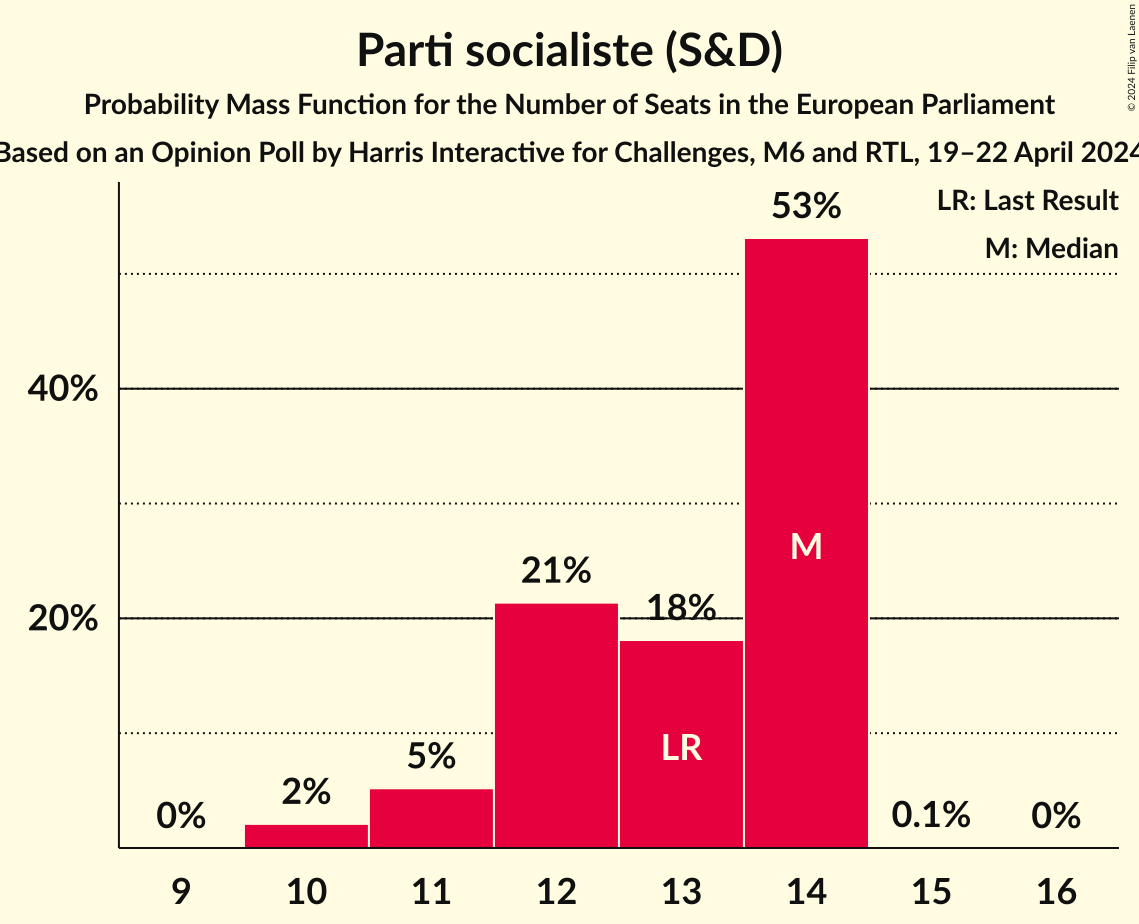 Parti socialiste (S&D)
Probability Mass Function for the Number of Seats in the European Parliament
Based on an Opinion Poll by Harris Interactive for Challenges, M6 and RTL, 19–22 April 2024
© 2024 Filip van Laenen
LR: Last Result
M: Median
53%
40%
M
21%
18%
20%
LR
5%
2%
0%
0.1%
0%
9 10 11 12 13 14 15 16